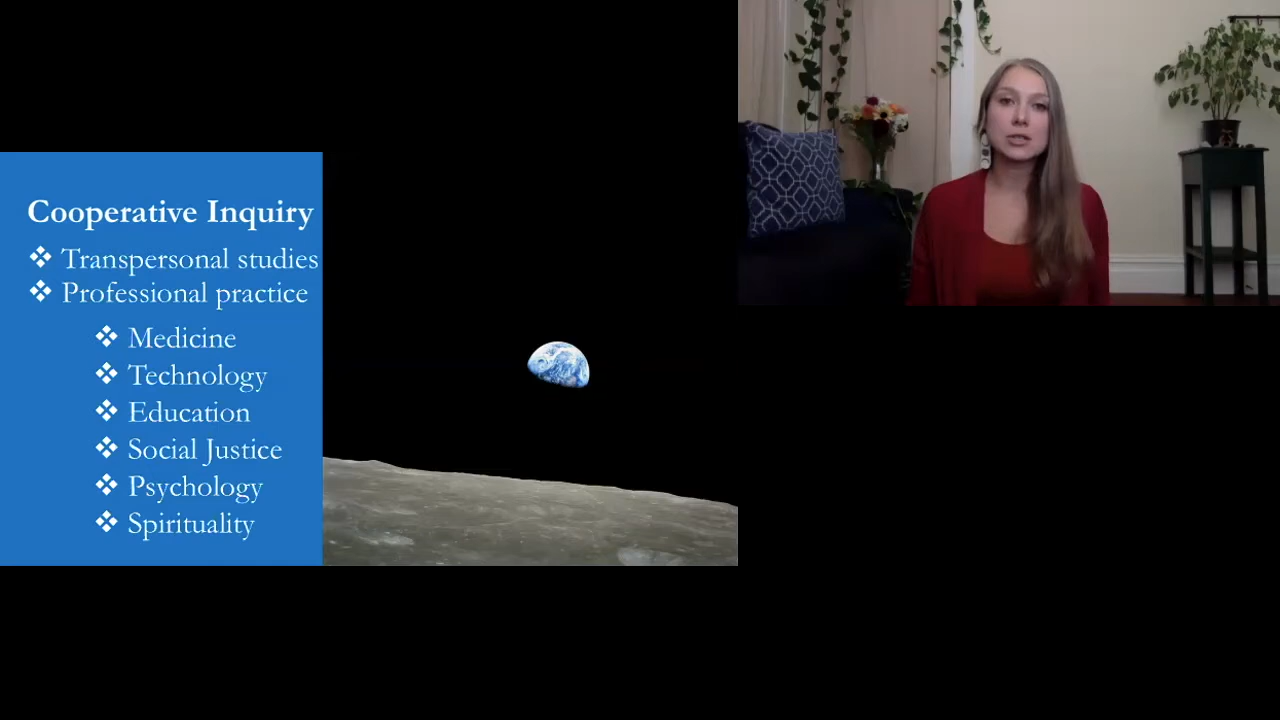 Cooperative Inquiry
❖ Transpersonal studies
❖ Professional practice
❖ Medicine
❖ Technology
❖ Education
❖ Social Justice
❖ Psychology
❖ Spirituality